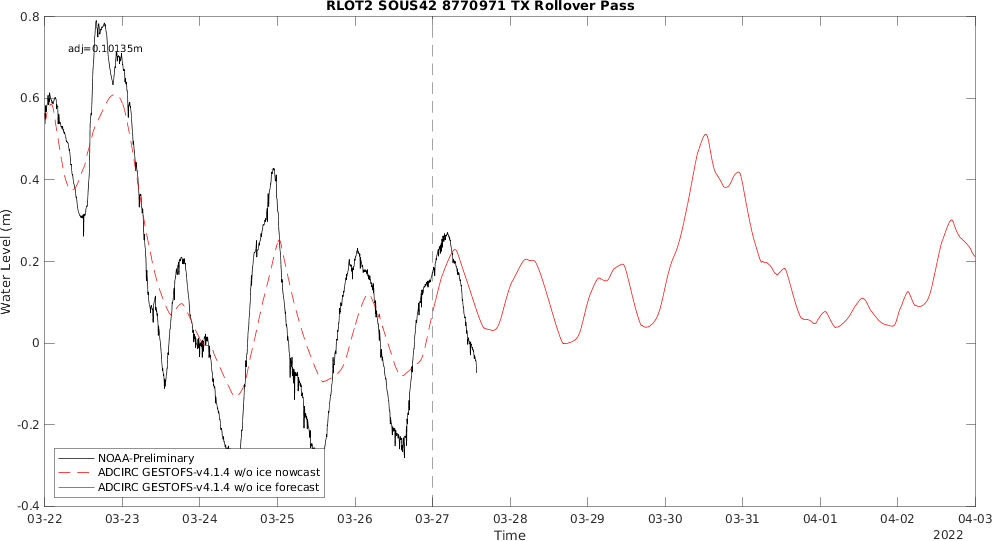 RLOT2 SOUS42 8770971 TX Rollover Pass
adj=0.10135m
0.8
0.6
0.4
0.2
0
-0.2
-0.4
Water Level (m)
NOAA-Preliminary
ADCIRC GESTOFS-v4.1.4 w/o ice nowcast
ADCIRC GESTOFS-v4.1.4 w/o ice forecast
03-22 03-23 03-24 03-25 03-26 03-27 03-28 03-29 03-30 03-31 04-01 04-02 04-03
Time
2022